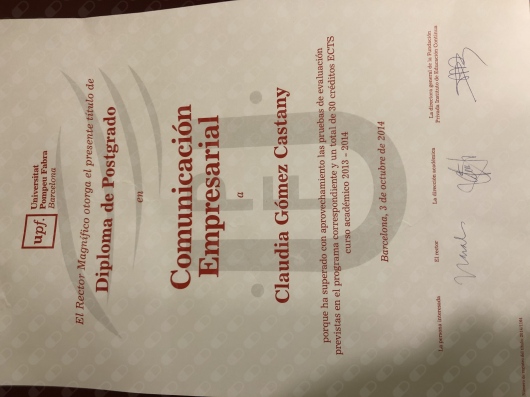 upf.
Universitat
Pompeu Fabra
Barcelona
El Rector Magnífico otorga el presente título de
Diploma de Postgrado
en
Comunicación
Empresarial
a
Claudia Gómez Castany
porque ha superado con aprovechamiento las pruebas de evaluación
previstas en el programa correspondiente y un total de 30 créditos ECTS
curso académico 2013 - 2014
Barcelona, 3 de octubre de 2014
La persona interesada
El rector
La dirección académica
La directora general de la Fundación
Privada Instituto de Educación Continua